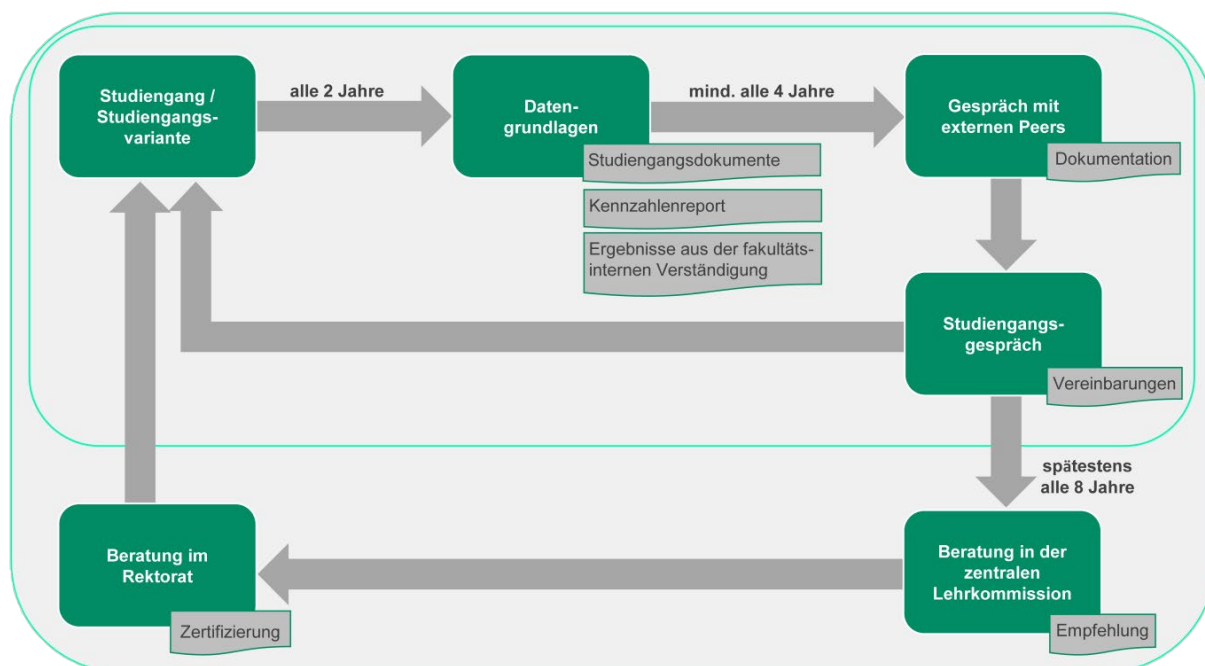 Studiengang /
Studiengangs-
variante
alle 2 Jahre
Daten-
grundlagen
mind. alle 4 Jahre
Gespräch mit
externen Peers
Studiengangsdokumente
Dokumentation
Kennzahlenreport
Ergebnisse aus der fakultäts-
internen Verständigung
Studiengangs-
gespräch
Vereinbarungen
spätestens
alle 8 Jahre
Beratung im
Rektorat
Zertifizierung
Beratung in der
zentralen
Lehrkommission
Empfehlung